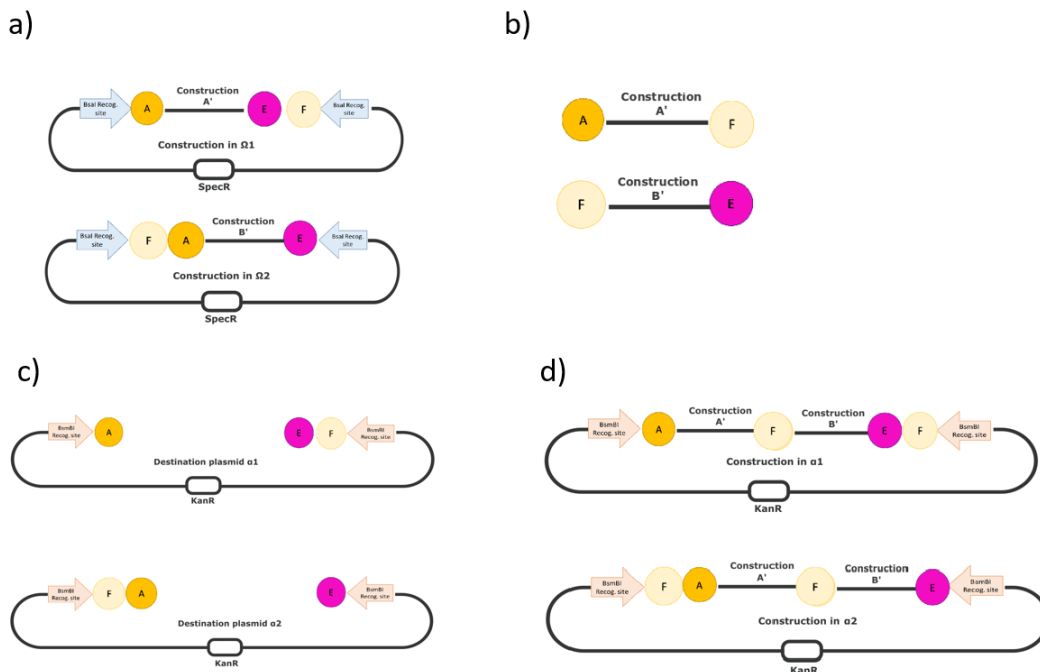 a)
Construction
A'
BsaI Recog.
site
A
E
F
BsaI Recog.
site
Construction in Ω1
SpecR
Construction
B'
BsaI Recog.
site
F
A
E
BsaI Recog.
site
Construction in Ω2
SpecR
b)
Construction
A'
A
F
Construction
B'
F
E
c)
BsmBI
Recog. site
A
E
F
BsmBI
Recog. site
Destination plasmid α1
KanR
BsmBI
Recog. site
F
A
E
BsmBI
Recog. site
Destination plasmid α2
KanR
d)
Construction
A'
Construction
B'
BsmBI
Recog. site
A
F
E
F
BsmBI
Recog. site
Construction in α1
KanR
Construction
A'
Construction
B'
BsmBI
Recog. site
F
A
F
E
BsmBI
Recog. site
Construction in α2
KanR